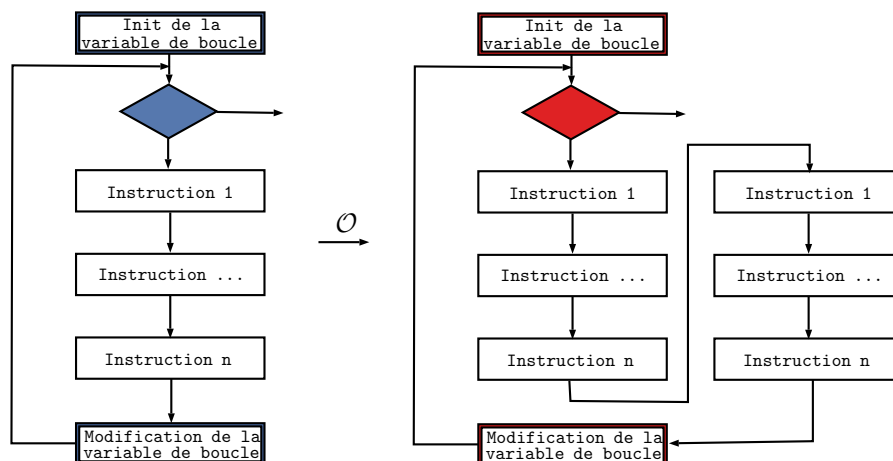 Init de la
variable de boucle
Instruction 1
Instruction ...
Instruction n
Modification de la
variable de boucle
𝒪
Init de la
variable de boucle
Instruction 1
Instruction ...
Instruction n
Modification de la
variable de boucle
Instruction 1
Instruction ...
Instruction n